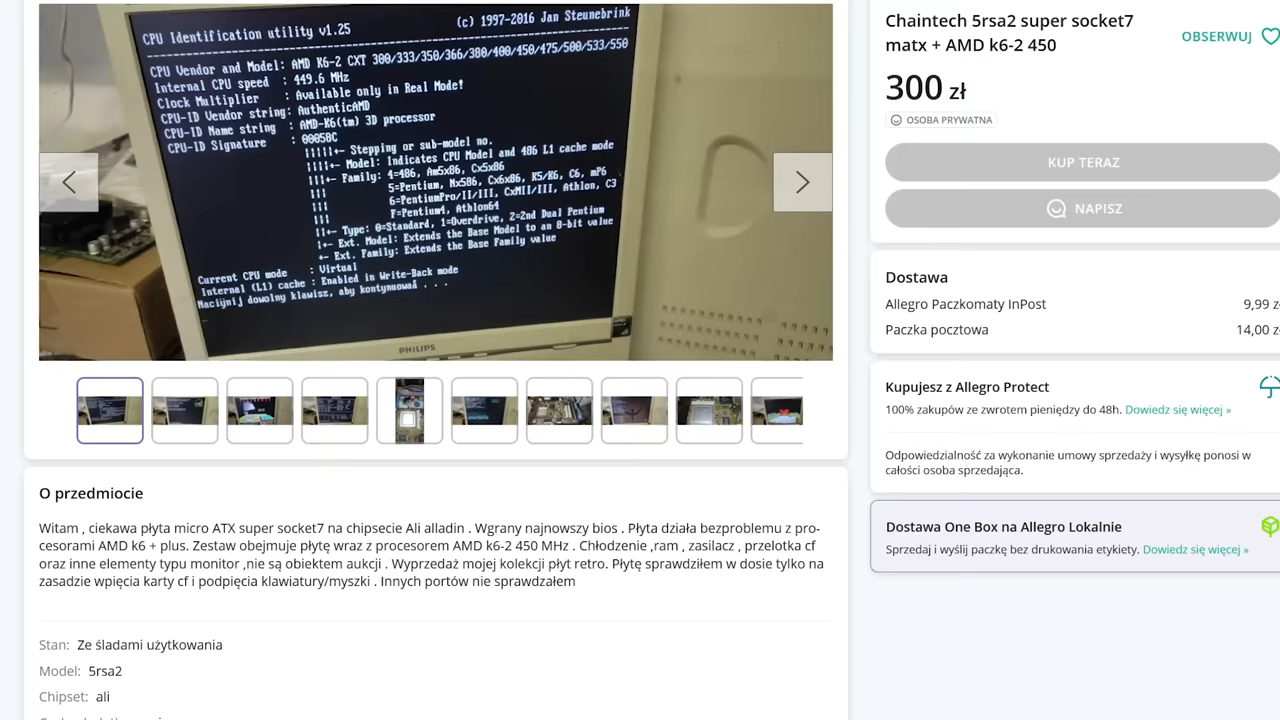 CPU Identification utility v1.25 (c) 1997-2016 Jan Steunebrink
CPU Vendor and Model: AMD K6-2 CXT 300/333/350/366/380/400/450/475/500/533/550
Internal CPU speed : 449.6 MHz
Clock Multiplier : Available only in Real Mode!
CPU-ID Vendor string: AuthenticAMD
CPU-ID Name string : AMD-K6(tm) 3D processor
CPU-ID Signature : 00058C
|||||+- Stepping or sub-model no.
||||+- Model: Indicates CPU Model and 486 L1 cache mode
|||+- Family: 4=486, Am5x86, Cx5x86
||| 5=Pentium, Nx586, Cx6x86, K5/K6, C6, mP6
||| 6=PentiumPro/II/III, CxMII/III, Athlon, C3
||| F=Pentium4, Athlon64
||+- Type: 0=Standard, 1=Overdrive, 2=2nd Dual Pentium
|+- Ext. Model: Extends the Base Model to an 8-bit value
+- Ext. Family: Extends the Base Family value
Current CPU mode : Virtual
Internal (L1) cache : Enabled in Write-Back mode
Naciśnij dowolny klawisz, aby kontynuować . . .
PHILIPS
O przedmiocie
Witam , ciekawa płyta micro ATX super socket7 na chipsecie Ali alladin . Wgrany najnowszy bios . Płyta działa bezproblemu z pro-
cesorami AMD k6 + plus. Zestaw obejmuje płytę wraz z procesorem AMD k6-2 450 MHz . Chłodzenie ,ram , zasilacz , przelotka cf
oraz inne elementy typu monitor ,nie są obiektem aukcji . Wyprzedaż mojej kolekcji płyt retro. Płytę sprawdziłem w dosie tylko na
zasadzie wpięcia karty cf i podpięcia klawiatury/myszki . Innych portów nie sprawdzałem
Stan: Ze śladami użytkowania
Model: 5rsa2
Chipset: ali
Chaintech 5rsa2 super socket7
matx + AMD k6-2 450
OBSERWUJ
300 zł
OSOBA PRYWATNA
KUP TERAZ
NAPISZ
Dostawa
Allegro Paczkomaty InPost 9,99 z
Paczka pocztowa 14,00 z
Kupujesz z Allegro Protect
100% zakupów ze zwrotem pieniędzy do 48h. Dowiedz się więcej »
Odpowiedzialność za wykonanie umowy sprzedaży i wysyłkę ponosi w
całości osoba sprzedająca.
Dostawa One Box na Allegro Lokalnie
Sprzedaj i wyślij paczkę bez drukowania etykiety. Dowiedz się więcej »